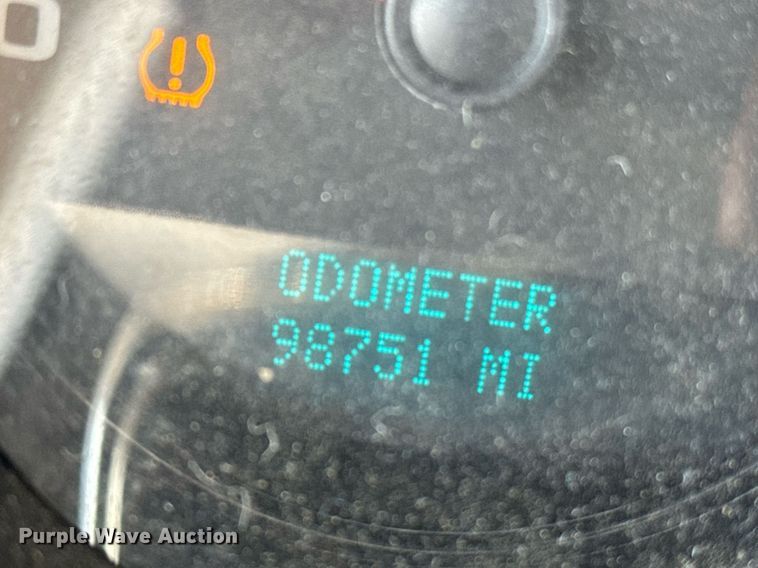 ODOMETER
98751 MI
Purple Wave Auction